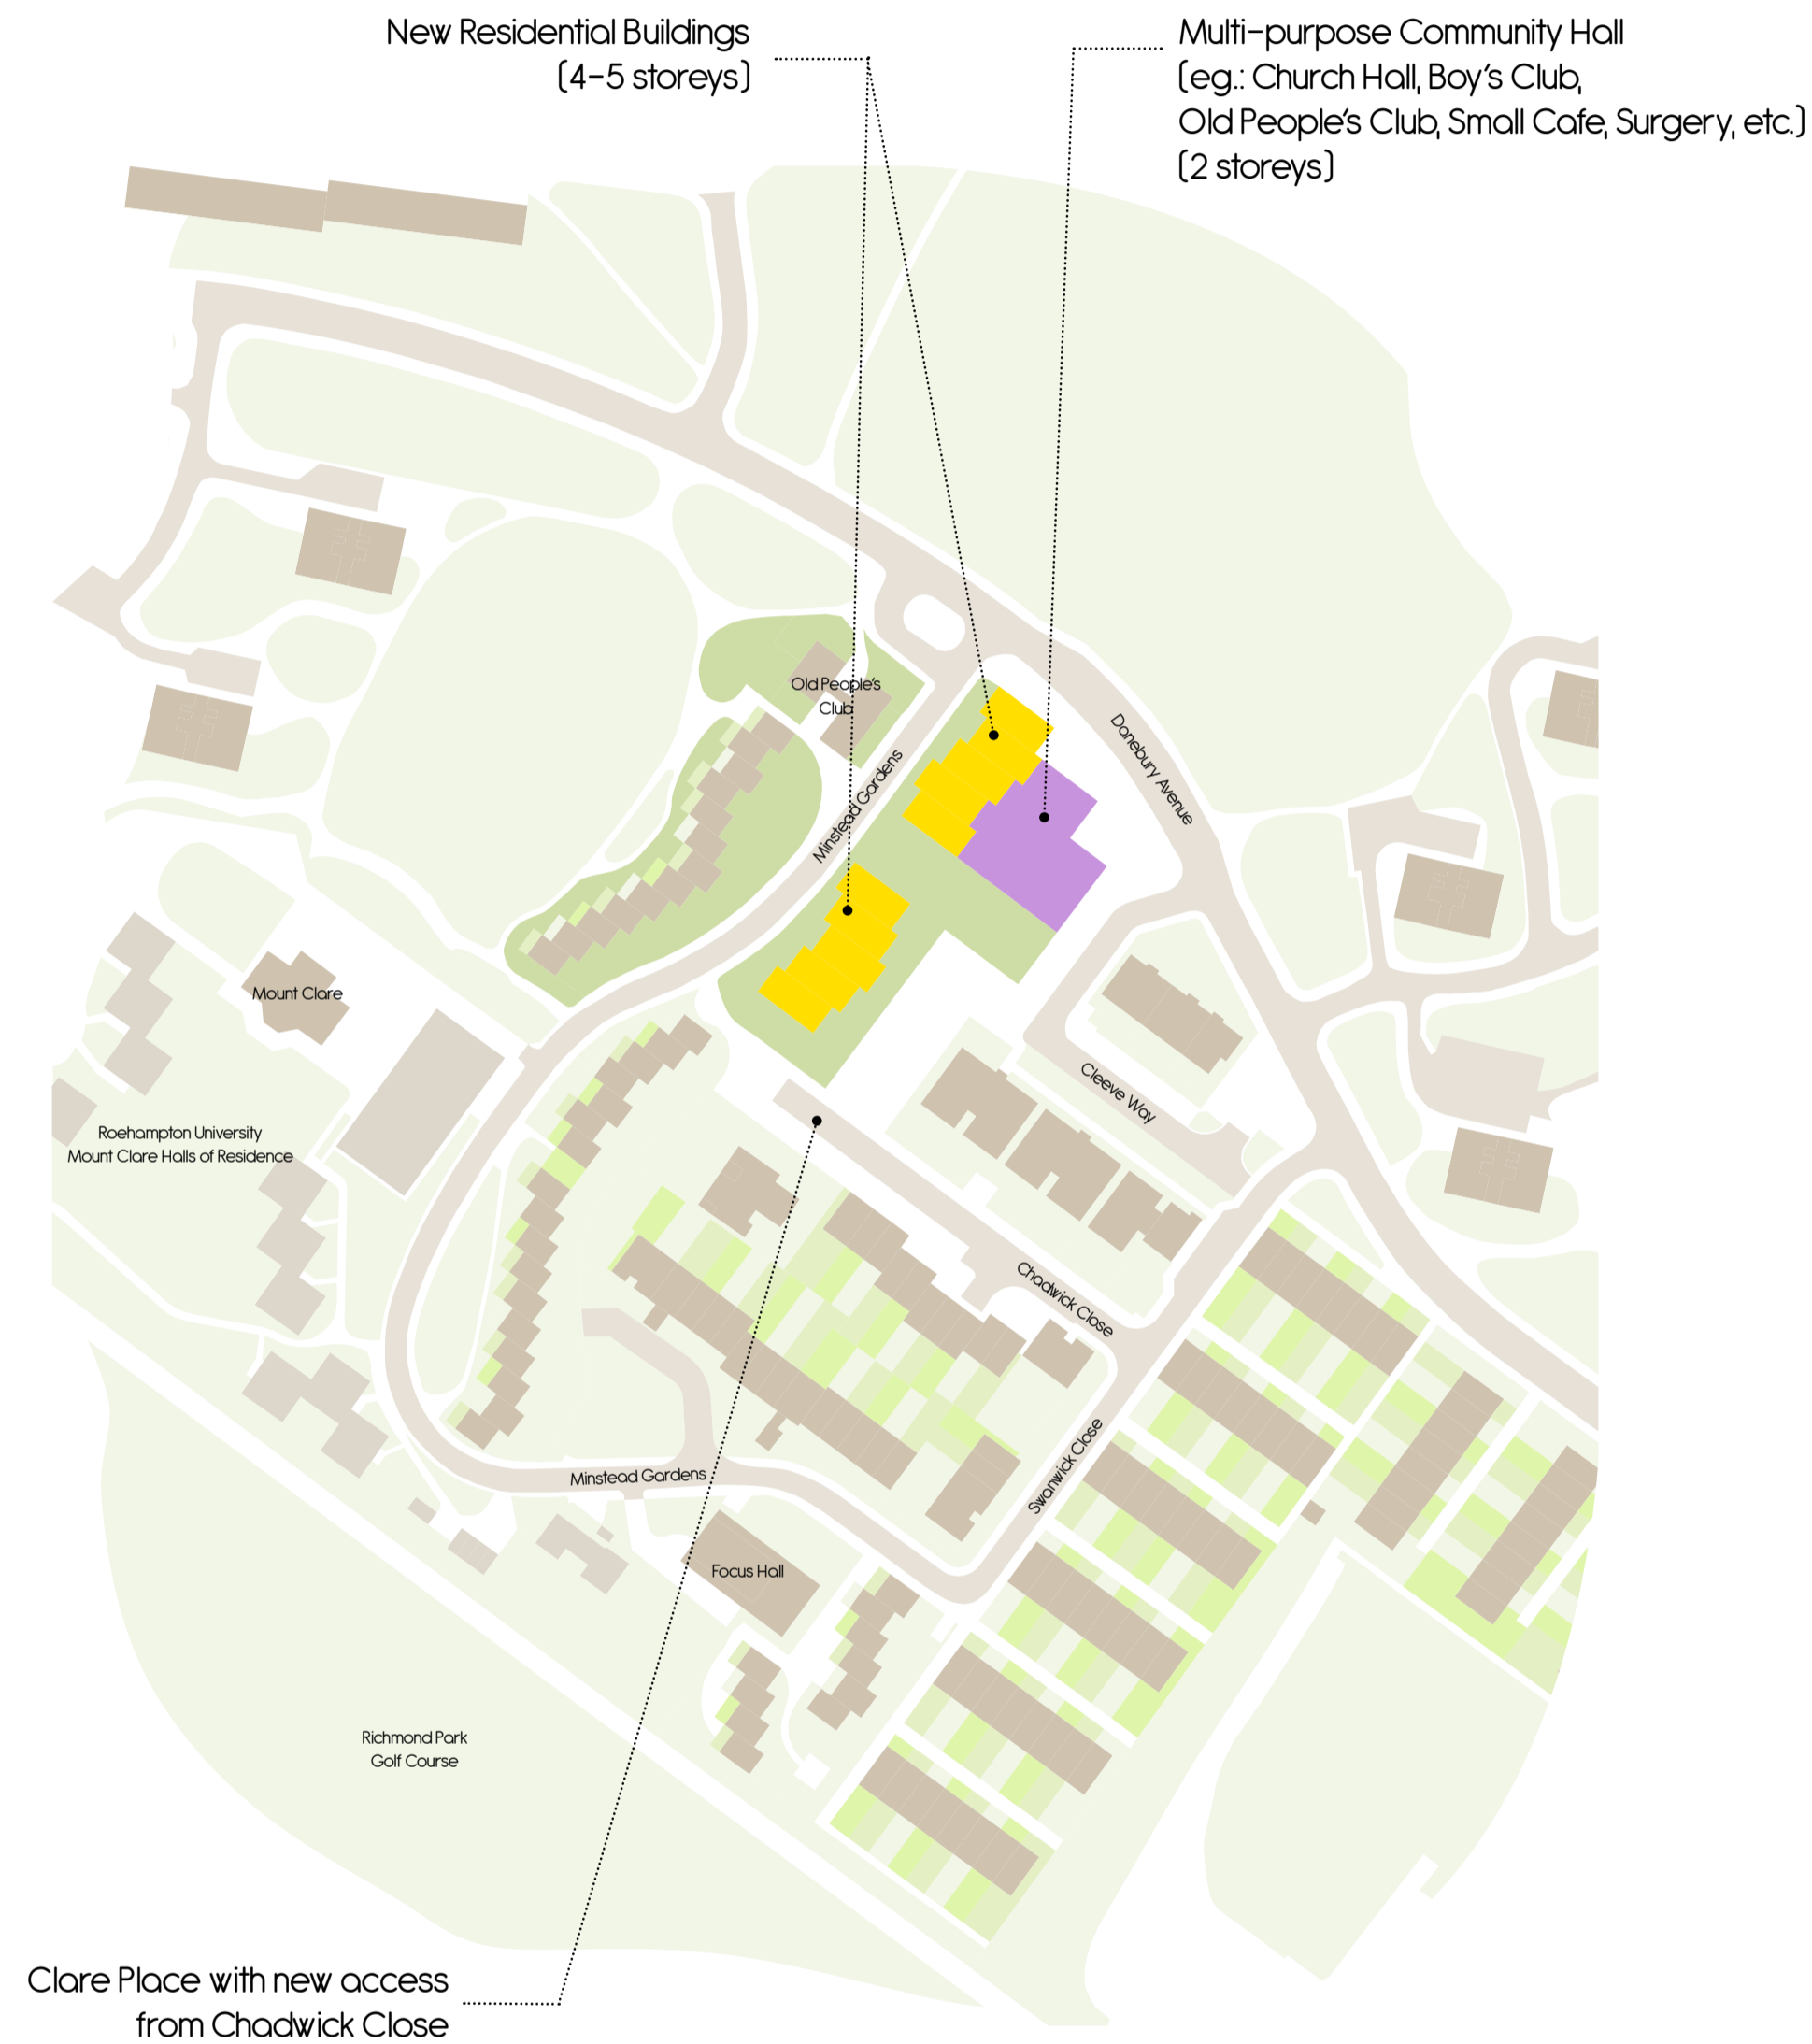 New Residential Buildings
(4-5 storeys)
Multi-purpose Community Hall
(eg.: Church Hall, Boy's Club,
Old People's Club, Small Cafe, Surgery, etc.)
(2 storeys)
Old People's
Club
Minstead Gardens
Danebury Avenue
Mount Clare
Cleeve Way
Roehampton University
Mount Clare Halls of Residence
Chadwick Close
Swanwick Close
Minstead Gardens
Focus Hall
Richmond Park
Golf Course
Clare Place with new access
from Chadwick Close